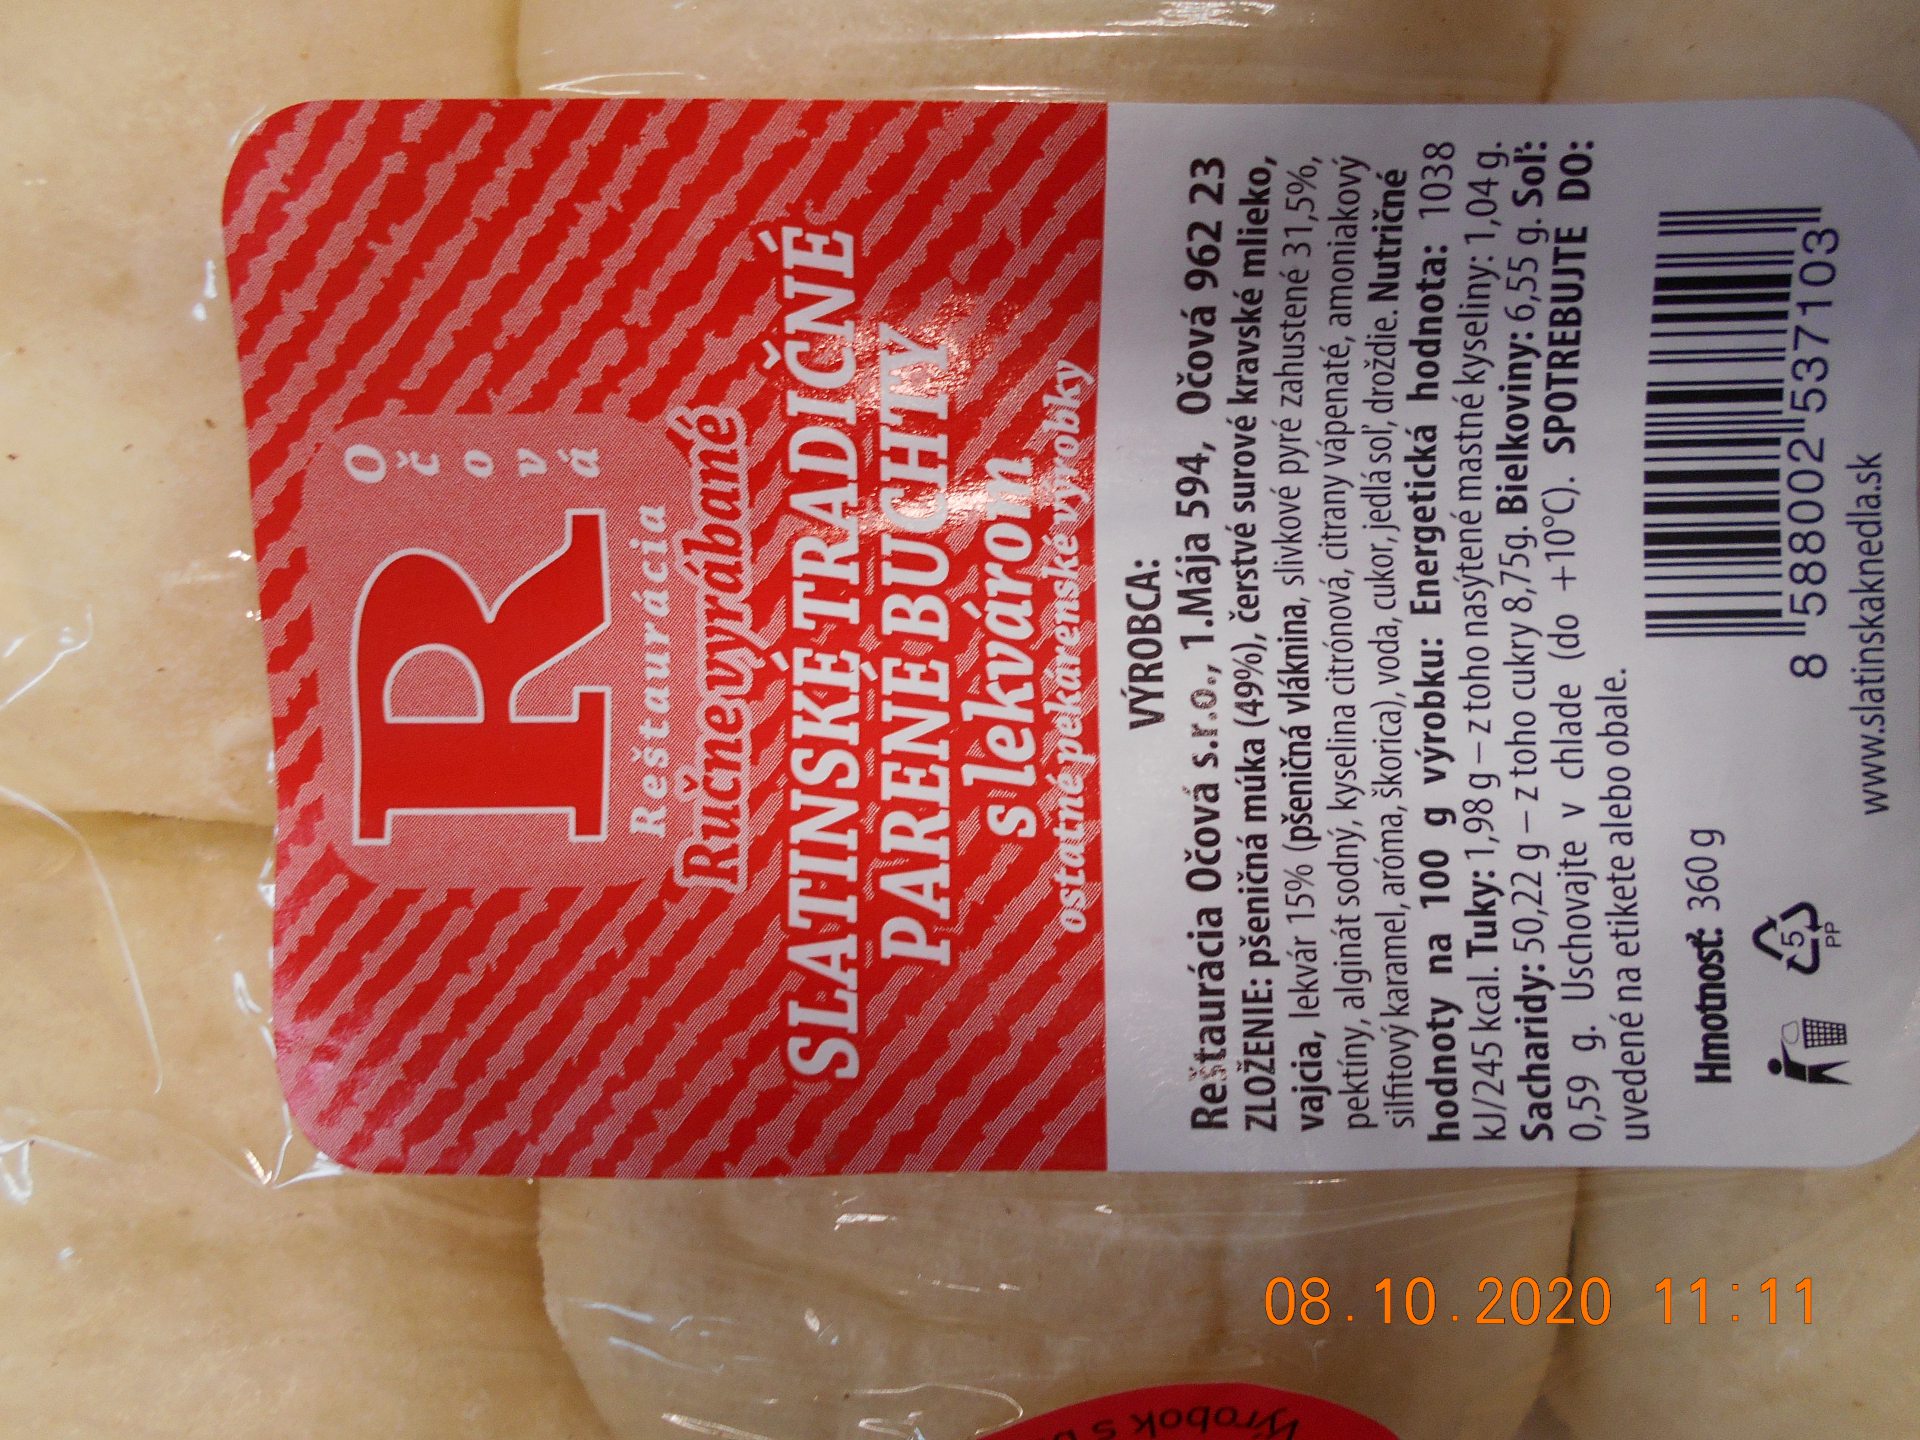 R Očová
Reštaurácia
Ručne vyrábané
SLATINSKÉ TRADIČNÉ
PARENÉ BUCHTY
s lekvárom
ostatné pekárenské výrobky
VÝROBCA:
Reštaurácia Očová s.r.o., 1.Mája 594, Očová 962 23
ZLOŽENIE: pšeničná múka (49%), čerstvé surové kravské mlieko,
vajcia, lekvár 15% (pšeničná vláknina, slivkové pyré zahustené 31,5%,
pektíny, alginát sodný, kyselina citrónová, citrany vápenaté, amoniakový
silfitový karamel, aróma, škorica), voda, cukor, jedlá soľ, droždie. Nutričné
hodnoty na 100 g výrobku: Energetická hodnota: 1038
kJ/245 kcal. Tuky: 1,98 g – z toho nasýtené mastné kyseliny: 1,04 g.
Sacharidy: 50,22 g – z toho cukry 8,75g. Bielkoviny: 6,55 g. Soľ:
0,59 g. Uschovajte v chlade (do +10°C). SPOTREBUJTE DO:
uvedené na etikete alebo obale.
Hmotnosť: 360 g
8 588002 537103
5
PP
www.slatinskaknedla.sk
Výrobok s
08.10.2020 11:11